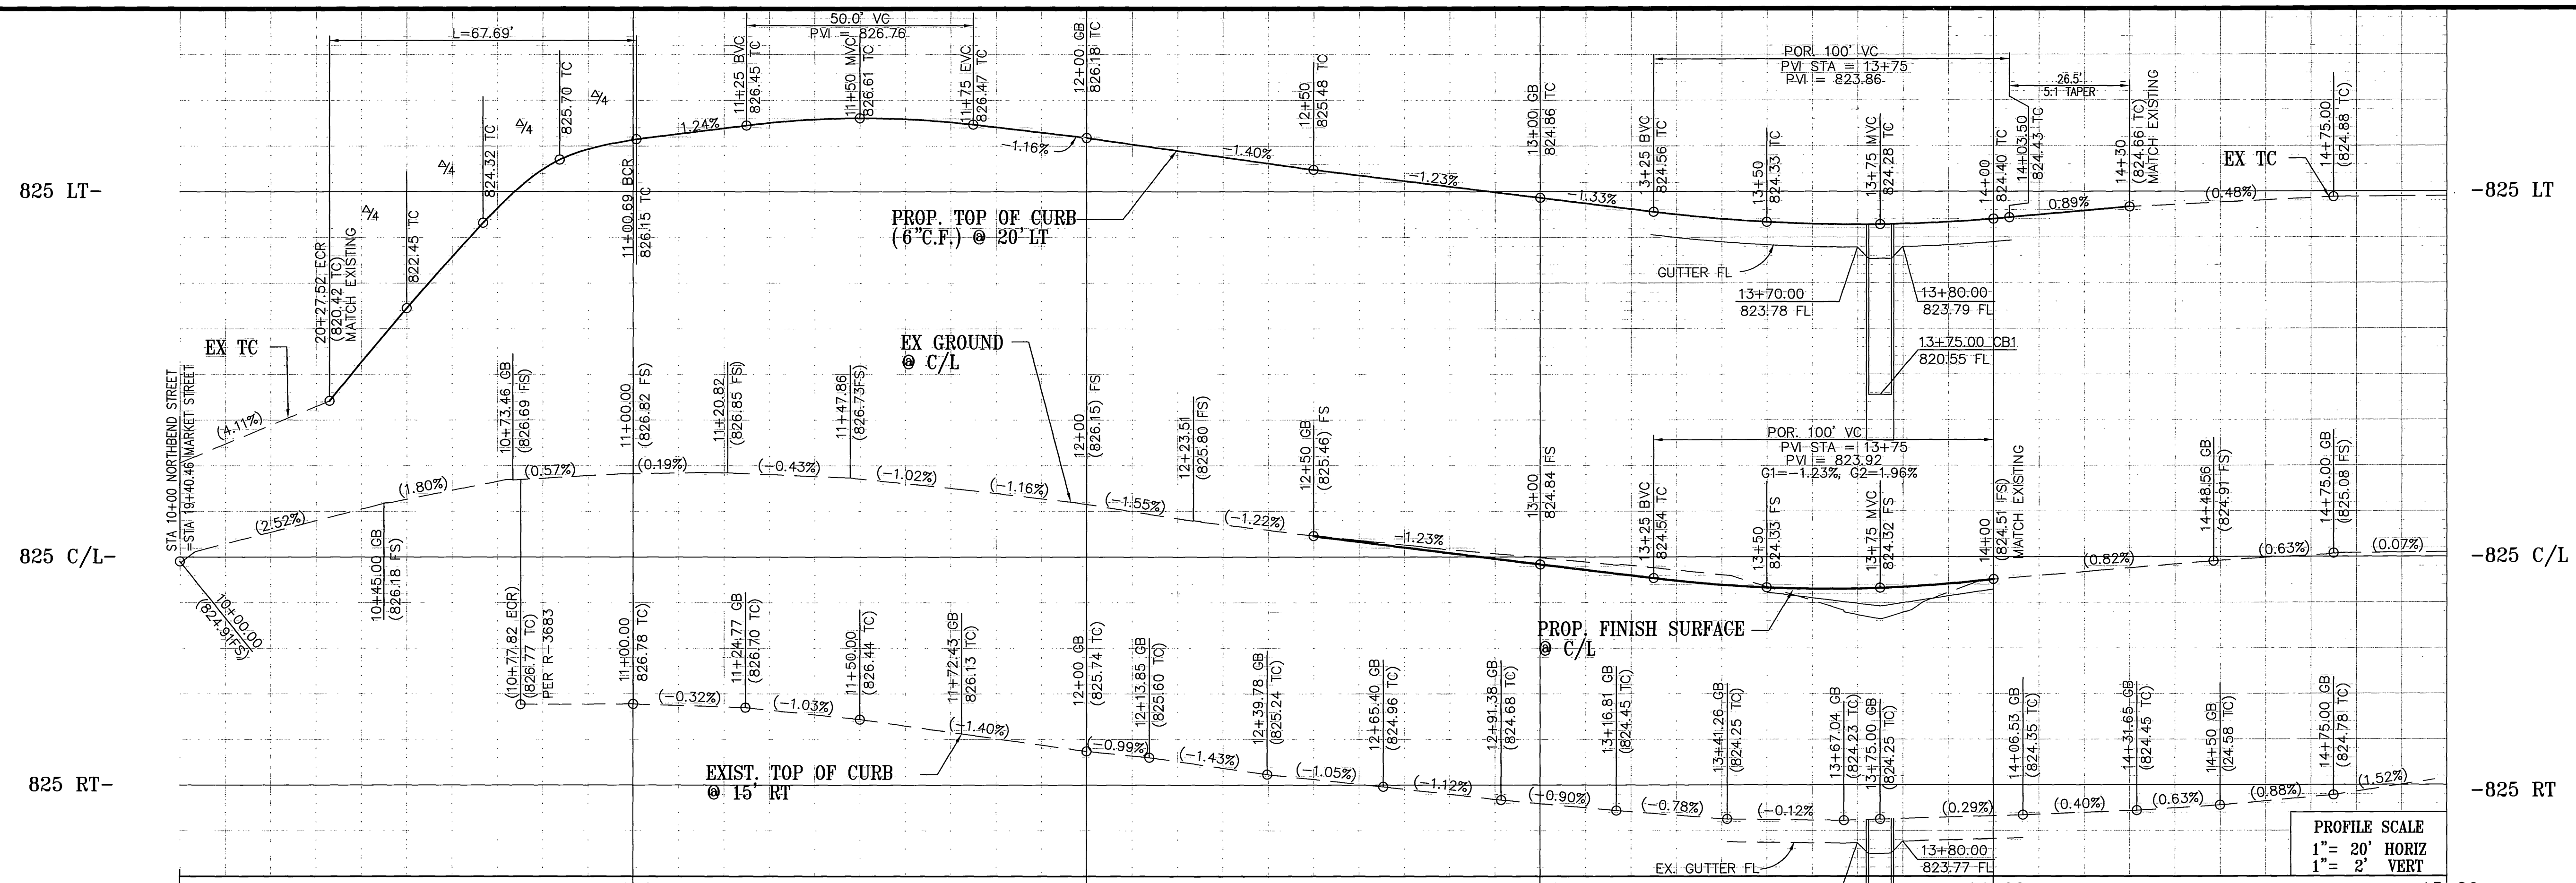 L=67.69'
50.0' VC
PVI = 826.76
POR. 100' VC
PVI STA = 13+75
PVI = 823.86
26.5'
5:1 TAPER
825 LT-
-825 LT
20+27.52 ECR
(820.42 TC)
MATCH EXISTING
Δ/4
822.45 TC
Δ/4
824.32 TC
Δ/4
825.70 TC
Δ/4
11+00.69 BCR
826.15 TC
1.24%
11+25 BVC
826.45 TC
11+50 MVC
826.61 TC
11+75 EVC
826.47 TC
-1.16%
12+00 GB
826.18 TC
-1.40%
12+50
825.48 TC
-1.23%
13+00 GB
824.86 TC
-1.33%
13+25 BVC
824.56 TC
13+50
824.33 TC
13+75 MVC
824.28 TC
14+00
824.40 TC
14+03.50
824.43 TC
0.89%
14+30
(824.66 TC)
MATCH EXISTING
(0.48%)
EX TC
14+75.00
(824.88 TC)
PROP. TOP OF CURB
(6"C.F.) @ 20'LT
GUTTER FL
13+70.00
823.78 FL
13+80.00
823.79 FL
13+75.00 CB1
820.55 FL
EX TC
(4.11%)
EX GROUND
@ C/L
825 C/L-
-825 C/L
STA 10+00 NORTHBEND STREET
=STA 19+40.46 MARKET STREET
10+00.00
(824.91FS)
(2.52%)
10+45.00 GB
(826.18 FS)
(1.80%)
10+73.46 GB
(826.69 FS)
(0.57%)
11+00.00
(826.82 FS)
(0.19%)
11+20.82
(826.85 FS)
(-0.43%)
11+47.86
(826.73FS)
(-1.02%)
(-1.16%)
12+00
(826.15) FS
(-1.55%)
12+23.51
(825.80 FS)
(-1.22%)
12+50 GB
(825.46) FS
-1.23%
13+00
824.84 FS
POR. 100' VC
PVI STA = 13+75
PVI = 823.92
G1=-1.23%, G2=1.96%
13+25 BVC
824.54 TC
13+50
824.33 FS
13+75 MVC
824.32 FS
14+00
(824.51 FS)
MATCH EXISTING
(0.82%)
14+48.56 GB
(824.91 FS)
(0.63%)
14+75.00 GB
(825.08 FS)
(0.07%)
PROP. FINISH SURFACE
@ C/L
825 RT-
-825 RT
(10+77.82 ECR)
(826.77 TC)
PER R-3683
11+00.00
826.78 TC)
(-0.32%)
11+24.77 GB
(826.70 TC)
(-1.03%)
11+50.00
(826.44 TC)
11+72.43 GB
826.13 TC)
(-1.40%)
12+00 GB
(825.74 TC)
(-0.99%)
12+13.85 GB
(825.60 TC)
(-1.43%)
12+39.78 GB
(825.24 TC)
(-1.05%)
12+65.40 GB
(824.96 TC)
(-1.12%)
12+91.38 GB
(824.68 TC)
(-0.90%)
13+16.81 GB
(824.45 TC)
(-0.78%)
13+41.26 GB
(824.25 TC)
(-0.12%
13+67.04 GB
(824.23 TC)
13+75.00 GB
(824.25 TC)
(0.29%)
14+06.53 GB
(824.35 TC)
(0.40%)
14+31.65 GB
(824.45 TC)
(0.63%)
14+50 GB
(24.58 TC)
(0.88%)
14+75.00 GB
(824.78 TC)
(1.52%)
EXIST. TOP OF CURB
@ 15' RT
EX. GUTTER FL
13+80.00
823.77 FL
PROFILE SCALE
1"= 20' HORIZ
1"= 2' VERT